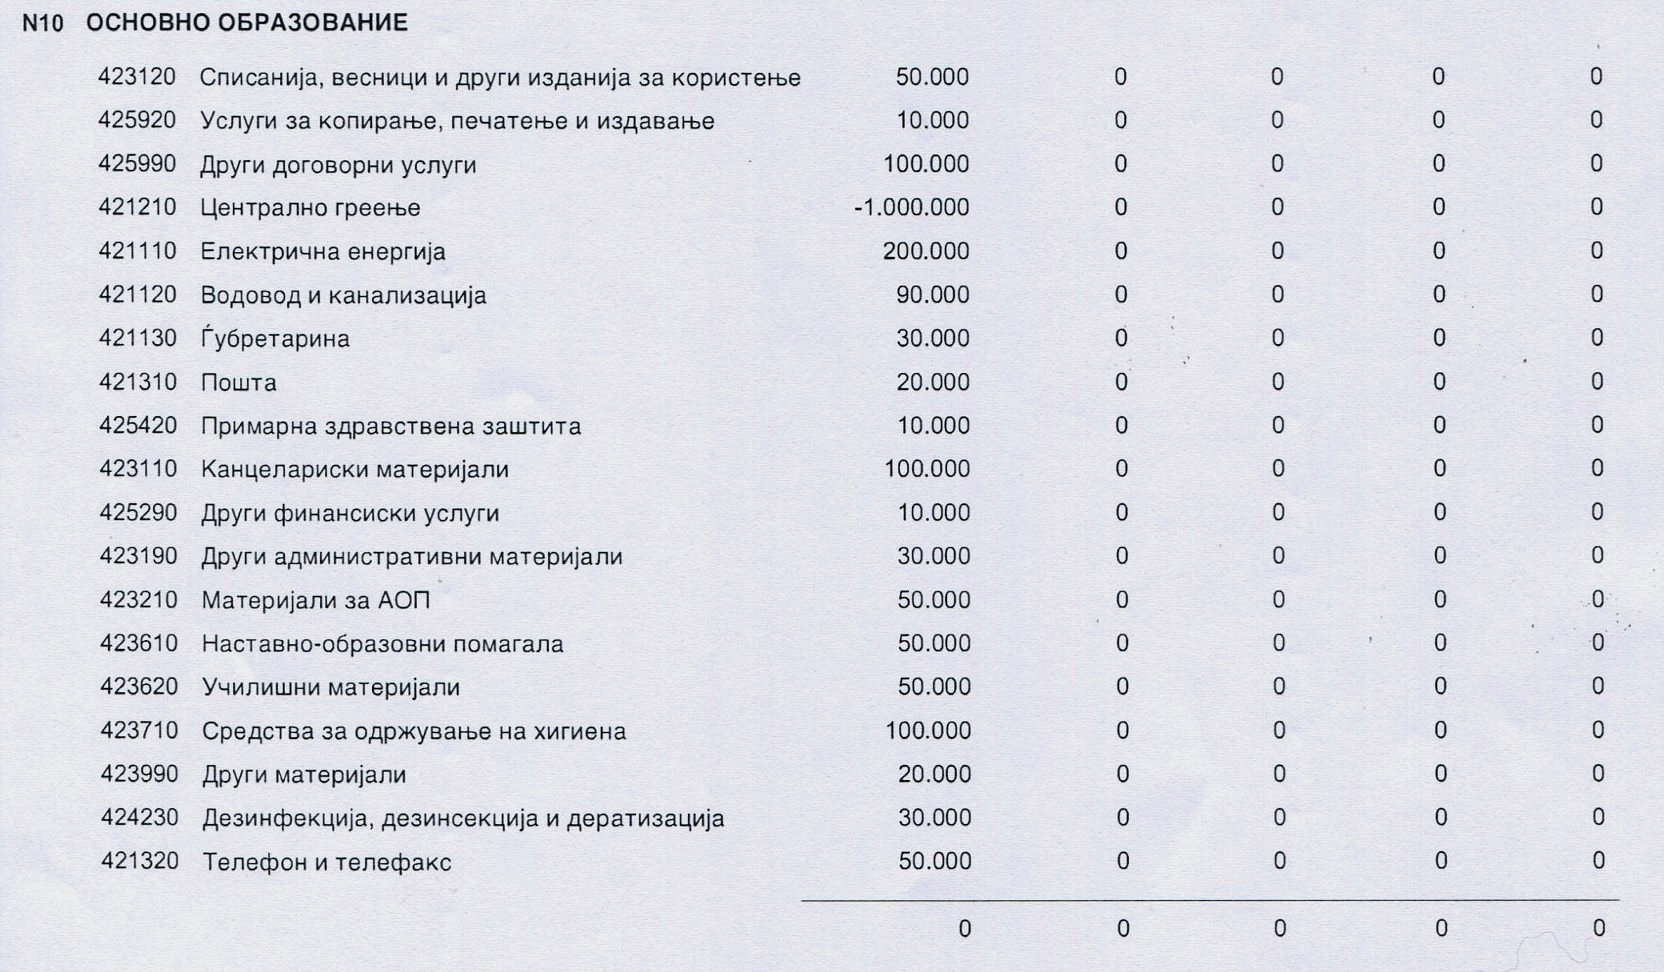 N10 ОСНОВНО ОБРАЗОВАНИЕ
423120 Списанија, весници и други изданија за користење 50.000 0 0 0 0
425920 Услуги за копирање, печатење и издавање 10.000 0 0 0 0
425990 Други договорни услуги 100.000 0 0 0 0
421210 Централно греење -1.000.000 0 0 0 0
421110 Електрична енергија 200.000 0 0 0 0
421120 Водовод и канализација 90.000 0 0 0 0
421130 Ѓубретарина 30.000 0 0 0 0
421310 Пошта 20.000 0 0 0 0
425420 Примарна здравствена заштита 10.000 0 0 0 0
423110 Канцелариски материјали 100.000 0 0 0 0
425290 Други финансиски услуги 10.000 0 0 0 0
423190 Други административни материјали 30.000 0 0 0 0
423210 Материјали за АОП 50.000 0 0 0 0
423610 Наставно-образовни помагала 50.000 0 0 0 0
423620 Училишни материјали 50.000 0 0 0 0
423710 Средства за одржување на хигиена 100.000 0 0 0 0
423990 Други материјали 20.000 0 0 0 0
424230 Дезинфекција, дезинсекција и дератизација 30.000 0 0 0 0
421320 Телефон и телефакс 50.000 0 0 0 0
0 0 0 0 0